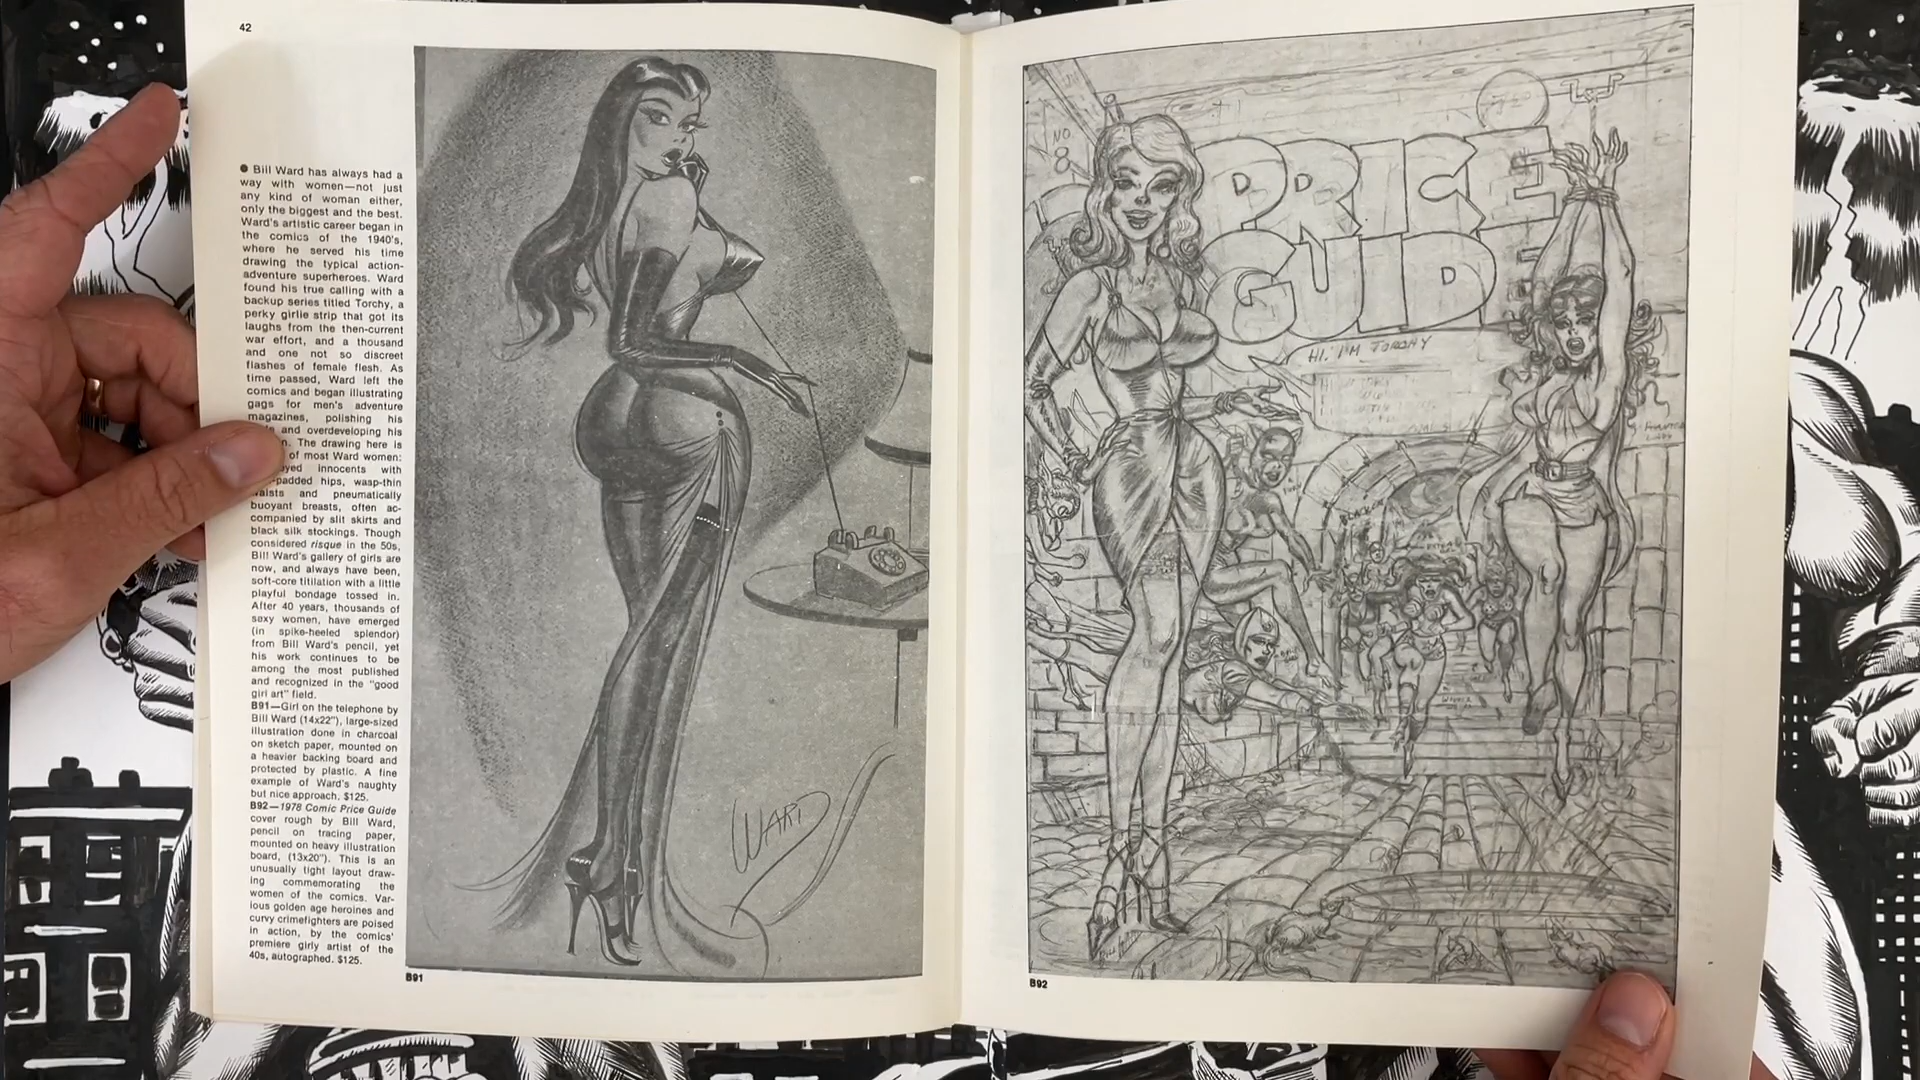 42
● Bill Ward has always had a
way with women—not just
any kind of woman either,
only the biggest and the best.
Ward's artistic career began in
the comics of the 1940's,
where he served his time
drawing the typical action-
adventure superheroes. Ward
found his true calling with a
backup series titled Torchy, a
perky girlie strip that got its
laughs from the then-current
war effort, and a thousand
and one not so discreet
flashes of female flesh. As
time passed, Ward left the
comics and began illustrating
gags for men's adventure
magazines, polishing his
and overdeveloping his
The drawing here is
of most Ward women:
innocents with
padded hips, wasp-thin
waists and pneumatically
buoyant breasts, often ac-
companied by slit skirts and
black silk stockings. Though
considered risque in the 50s,
Bill Ward's gallery of girls are
now, and always have been,
soft-core titilation with a little
playful bondage tossed in.
After 40 years, thousands of
sexy women, have emerged
(in spike-heeled splendor)
from Bill Ward's pencil, yet
his work continues to be
among the most published
and recognized in the "good
girl art" field.
B91—Girl on the telephone by
Bill Ward (14x22"), large-sized
illustration done in charcoal
on sketch paper, mounted on
a heavier backing board and
protected by plastic. A fine
example of Ward's naughty
but nice approach. $125.
B92—1978 Comic Price Guide
cover rough by Bill Ward,
pencil on tracing paper,
mounted on heavy illustration
board, (13x20"). This is an
unusually tight layout draw-
ing commemorating the
women of the comics. Var-
ious golden age heroines and
curvy crimefighters are poised
in action, by the comics'
premiere girly artist of the
40s, autographed. $125.
WARD
B91
NO
8
PRICE
GUIDE
HI. I'M TORCHY
B92